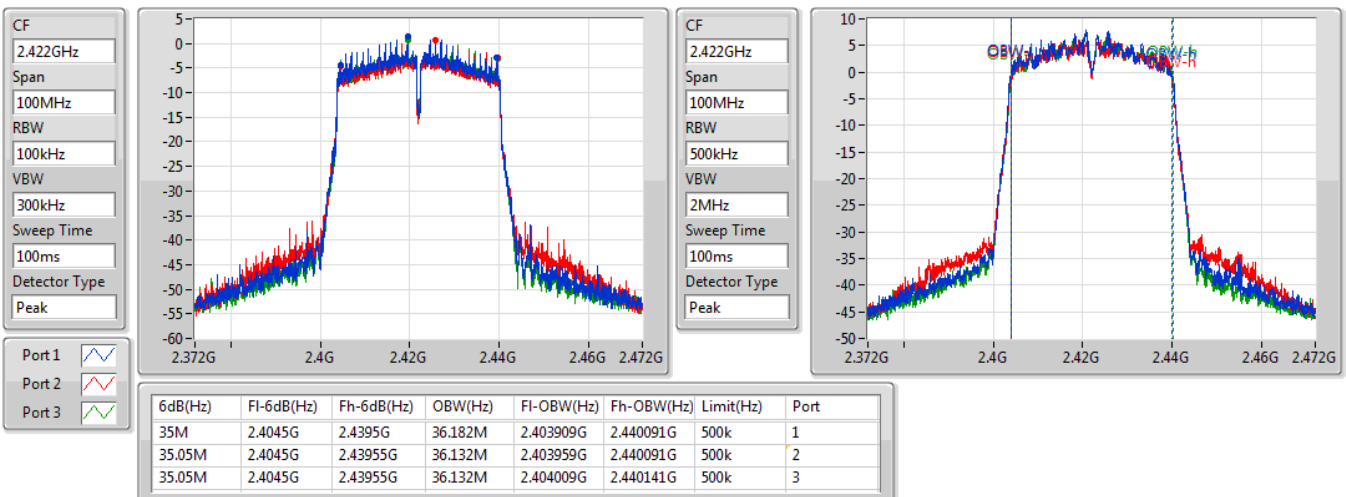 CF
2.422GHz
Span
100MHz
RBW
100kHz
VBW
300kHz
Sweep Time
100ms
Detector Type
Peak
5
0
-5
-10
-15
-20
-25
-30
-35
-40
-45
-50
-55
-60
2.372G 2.4G 2.42G 2.44G 2.46G 2.472G
CF
2.422GHz
Span
100MHz
RBW
500kHz
VBW
2MHz
Sweep Time
100ms
Detector Type
Peak
10
5
0
-5
-10
-15
-20
-25
-30
-35
-40
-45
-50
OBW-h
2.372G 2.4G 2.42G 2.44G 2.46G 2.472G
Port 1
Port 2
Port 3
6dB(Hz) Fl-6dB(Hz) Fh-6dB(Hz) OBW(Hz) Fl-OBW(Hz) Fh-OBW(Hz) Limit(Hz) Port
35M 2.4045G 2.4395G 36.182M 2.403909G 2.440091G 500k 1
35.05M 2.4045G 2.43955G 36.132M 2.403959G 2.440091G 500k 2
35.05M 2.4045G 2.43955G 36.132M 2.404009G 2.440141G 500k 3